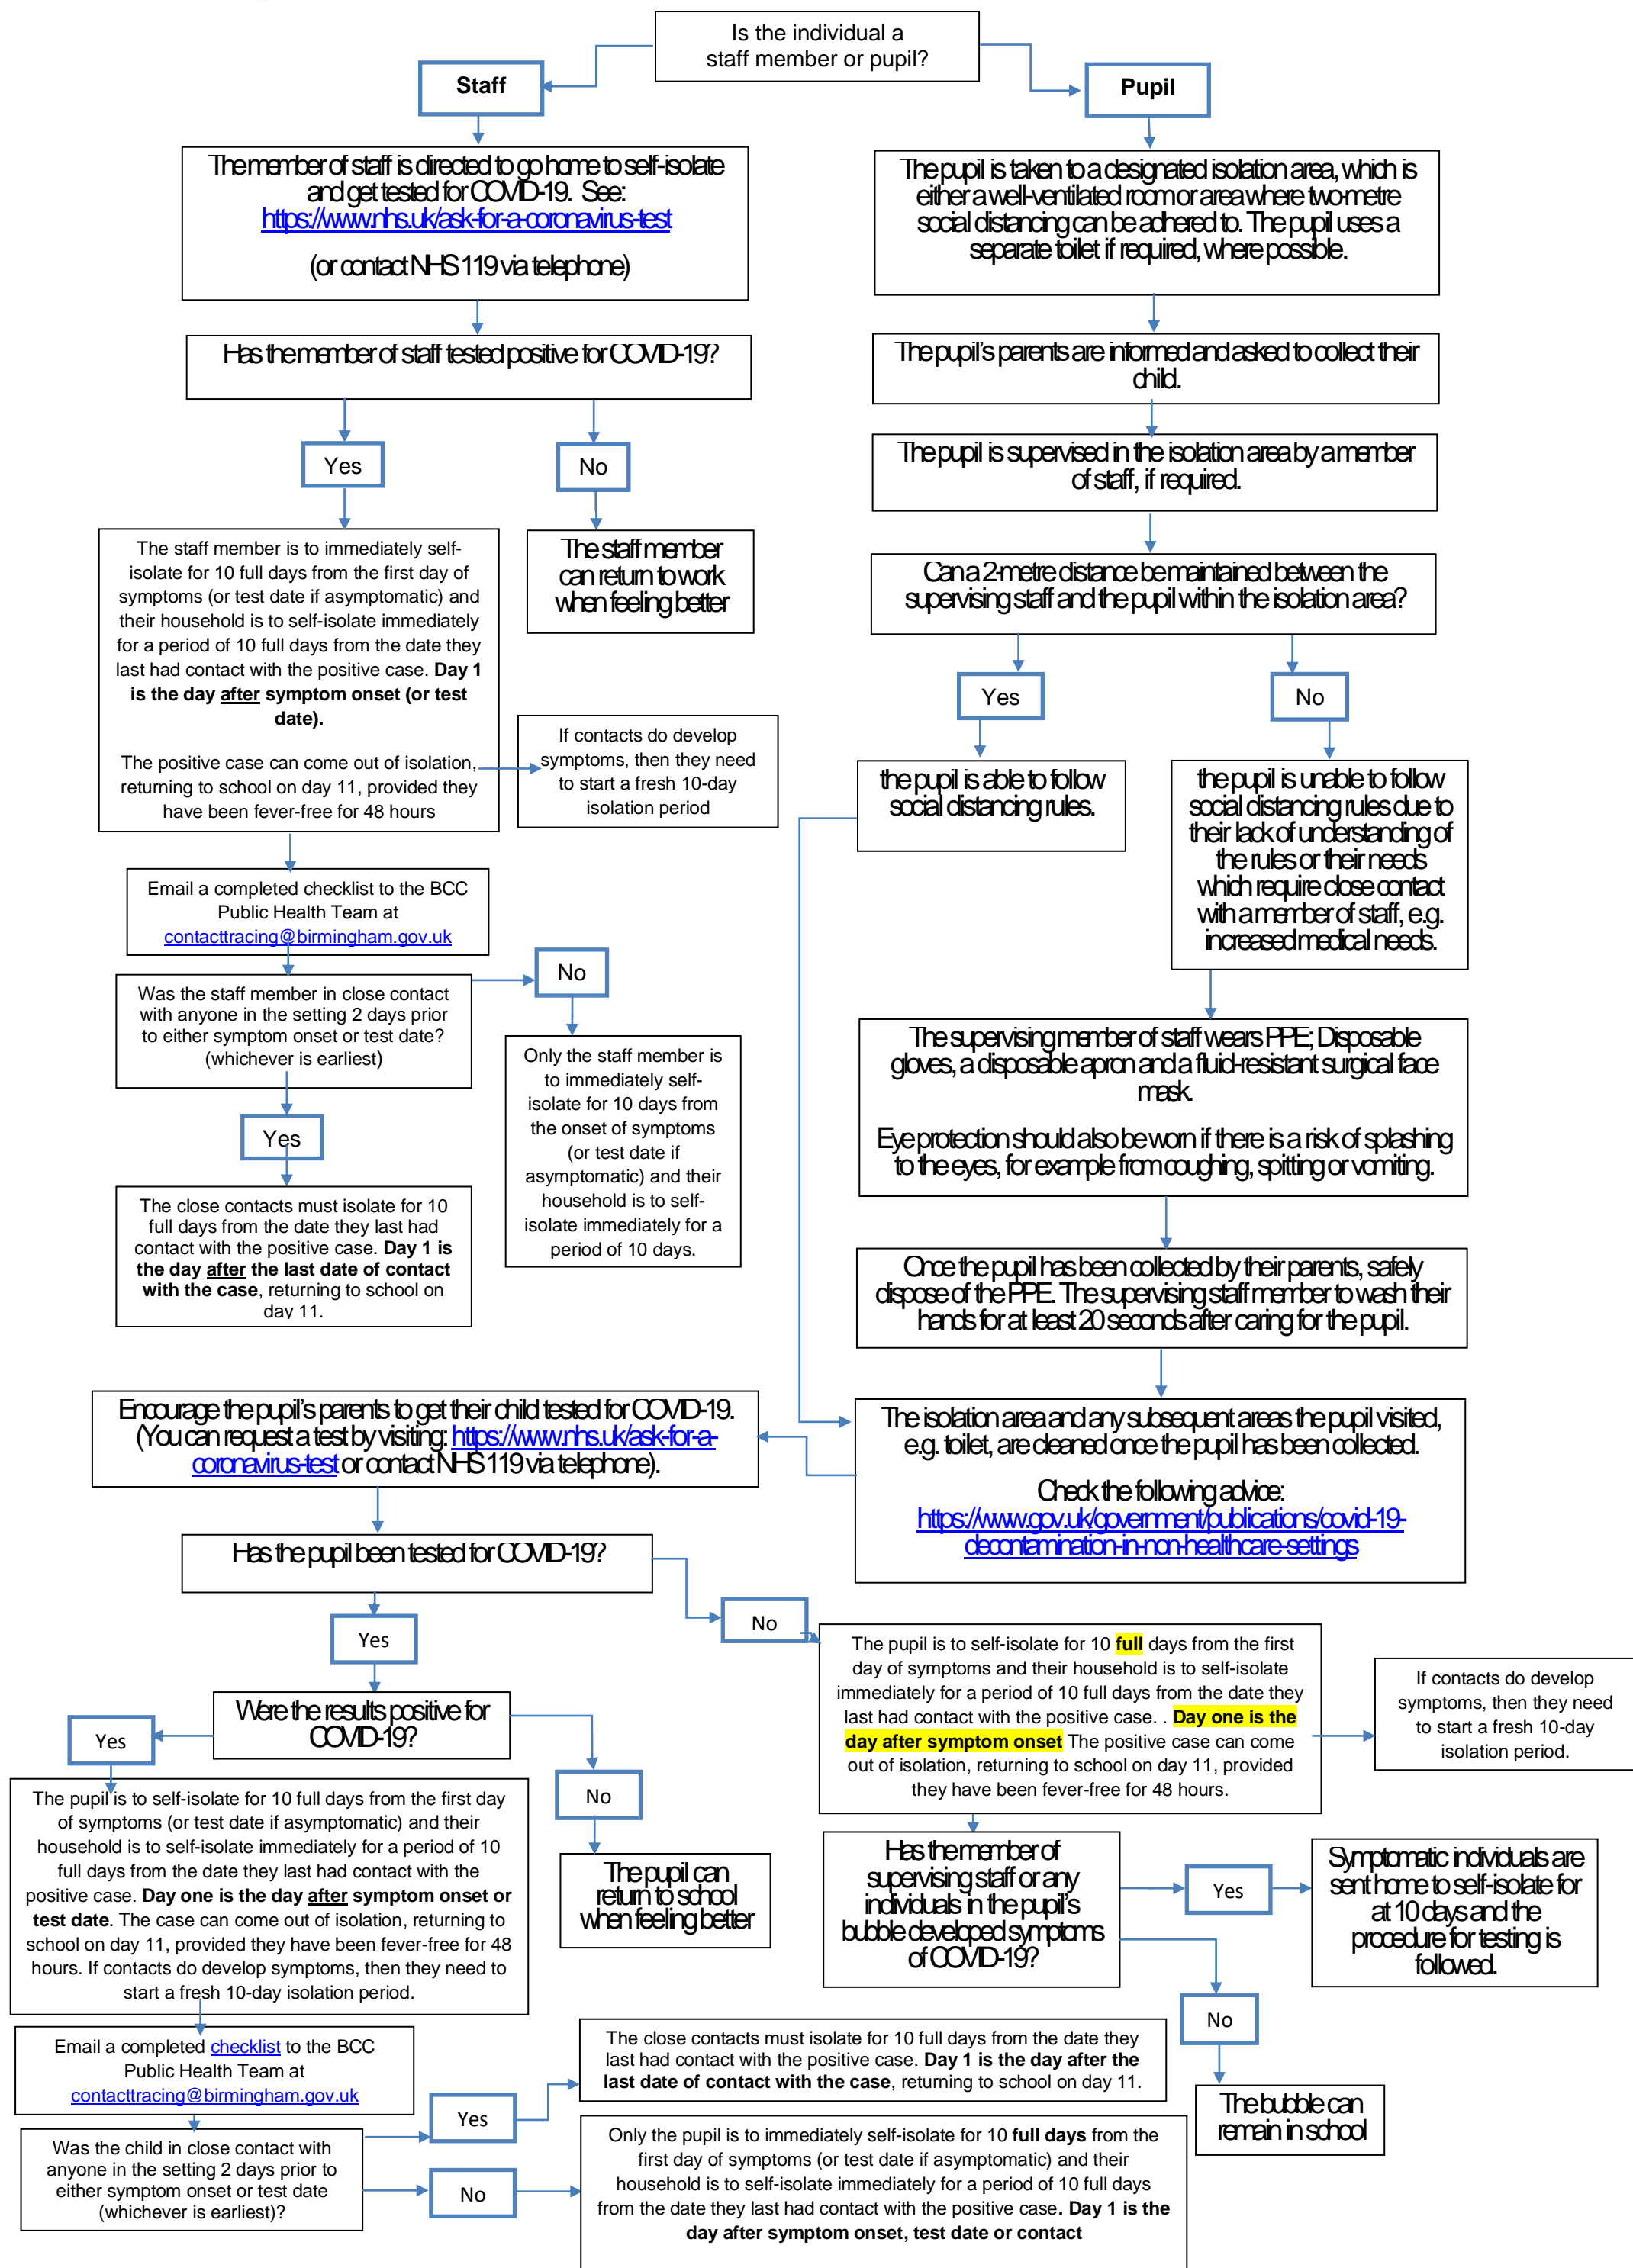 Is the individual a
staff member or pupil?
Staff
Pupil
The member of staff is directed to go home to self-isolate
and get tested for COVID-19.  See:
https://www.nhs.uk/ask-for-a-coronavirus-test
(or contact NHS 119 via telephone)
The pupil is taken to a designated isolation area, which is
either a well-ventilated room or area where two-metre
social distancing can be adhered to. The pupil uses a
separate toilet if required, where possible.
Has the member of staff tested positive for COVID-19?
The pupil's parents are informed and asked to collect their
child.
Yes
No
The pupil is supervised in the isolation area by a member
of staff, if required.
The staff member is to immediately self-
isolate for 10 full days from the first day of
symptoms (or test date if asymptomatic) and
their household is to self-isolate immediately
for a period of 10 full days from the date they
last had contact with the positive case. Day 1
is the day after symptom onset (or test
date).
The positive case can come out of isolation,
returning to school on day 11, provided they
have been fever-free for 48 hours
The staff member
can return to work
when feeling better
Can a 2-metre distance be maintained between the
supervising staff and the pupil within the isolation area?
Yes
No
If contacts do develop
symptoms, then they need
to start a fresh 10-day
isolation period
the pupil is able to follow
social distancing rules.
the pupil is unable to follow
social distancing rules due to
their lack of understanding of
the rules or their needs
which require close contact
with a member of staff, e.g.
increased medical needs.
Email a completed checklist to the BCC
Public Health Team at
contacttracing@birmingham.gov.uk
Was the staff member in close contact
with anyone in the setting 2 days prior
to either symptom onset or test date?
(whichever is earliest)
No
Only the staff member is
to immediately self-
isolate for 10 days from
the onset of symptoms
(or test date if
asymptomatic) and their
household is to self-
isolate immediately for a
period of 10 days.
Yes
The close contacts must isolate for 10
full days from the date they last had
contact with the positive case. Day 1 is
the day after the last date of contact
with the case, returning to school on
day 11.
The supervising member of staff wears PPE; Disposable
gloves, a disposable apron and a fluid-resistant surgical face
mask.
Eye protection should also be worn if there is a risk of splashing
to the eyes, for example from coughing, spitting or vomiting.
Once the pupil has been collected by their parents, safely
dispose of the PPE. The supervising staff member to wash their
hands for at least 20 seconds after caring for the pupil.
The isolation area and any subsequent areas the pupil visited,
e.g. toilet, are cleaned once the pupil has been collected.
Check the following advice:
https://www.gov.uk/government/publications/covid-19-
decontamination-in-non-healthcare-settings
Encourage the pupil's parents to get their child tested for COVID-19.
(You can request a test by visiting: https://www.nhs.uk/ask-for-a-
coronavirus-test or contact NHS 119 via telephone).
Has the pupil been tested for COVID-19?
Yes
No
The pupil is to self-isolate for 10 full days from the first
day of symptoms and their household is to self-isolate
immediately for a period of 10 full days from the date they
last had contact with the positive case. . Day one is the
day after symptom onset The positive case can come
out of isolation, returning to school on day 11, provided
they have been fever-free for 48 hours.
If contacts do develop
symptoms, then they need
to start a fresh 10-day
isolation period.
Were the results positive for
COVID-19?
Yes
No
The pupil can
return to school
when feeling better
The pupil is to self-isolate for 10 full days from the first day
of symptoms (or test date if asymptomatic) and their
household is to self-isolate immediately for a period of 10
full days from the date they last had contact with the
positive case. Day one is the day after symptom onset or
test date. The case can come out of isolation, returning to
school on day 11, provided they have been fever-free for 48
hours. If contacts do develop symptoms, then they need to
start a fresh 10-day isolation period.
Has the member of
supervising staff or any
individuals in the pupil's
bubble developed symptoms
of COVID-19?
Yes
Symptomatic individuals are
sent home to self-isolate for
at 10 days and the
procedure for testing is
followed.
No
The bubble can
remain in school
Email a completed checklist to the BCC
Public Health Team at
contacttracing@birmingham.gov.uk
Was the child in close contact with
anyone in the setting 2 days prior to
either symptom onset or test date
(whichever is earliest)?
Yes
The close contacts must isolate for 10 full days from the date they
last had contact with the positive case. Day 1 is the day after the
last date of contact with the case, returning to school on day 11.
No
Only the pupil is to immediately self-isolate for 10 full days from the
first day of symptoms (or test date if asymptomatic) and their
household is to self-isolate immediately for a period of 10 full days
from the date they last had contact with the positive case. Day 1 is the
day after symptom onset, test date or contact